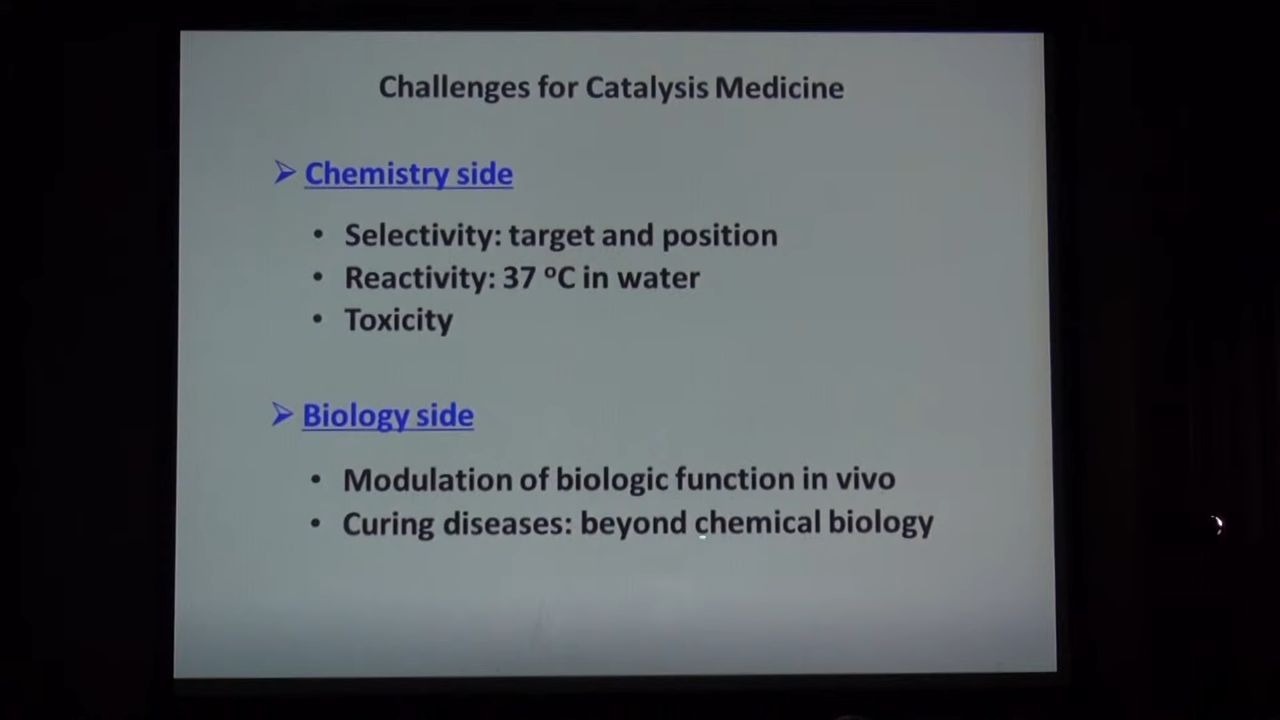 Challenges for Catalysis Medicine
➢ Chemistry side
• Selectivity: target and position
• Reactivity: 37 ºC in water
• Toxicity
➢ Biology side
• Modulation of biologic function in vivo
• Curing diseases: beyond chemical biology